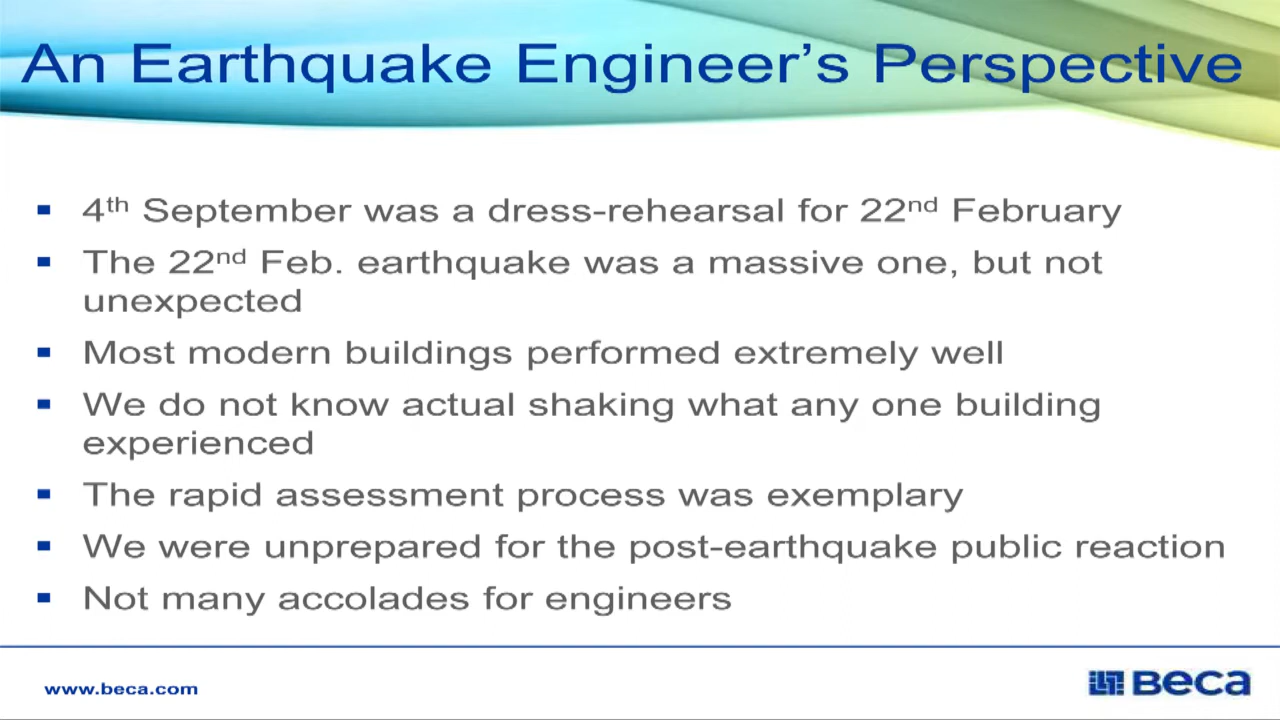 An Earthquake Engineer’s Perspective
▪ 4th September was a dress-rehearsal for 22nd February
▪ The 22nd Feb. earthquake was a massive one, but not
unexpected
▪ Most modern buildings performed extremely well
▪ We do not know actual shaking what any one building
experienced
▪ The rapid assessment process was exemplary
▪ We were unprepared for the post-earthquake public reaction
▪ Not many accolades for engineers
www.beca.com
Beca